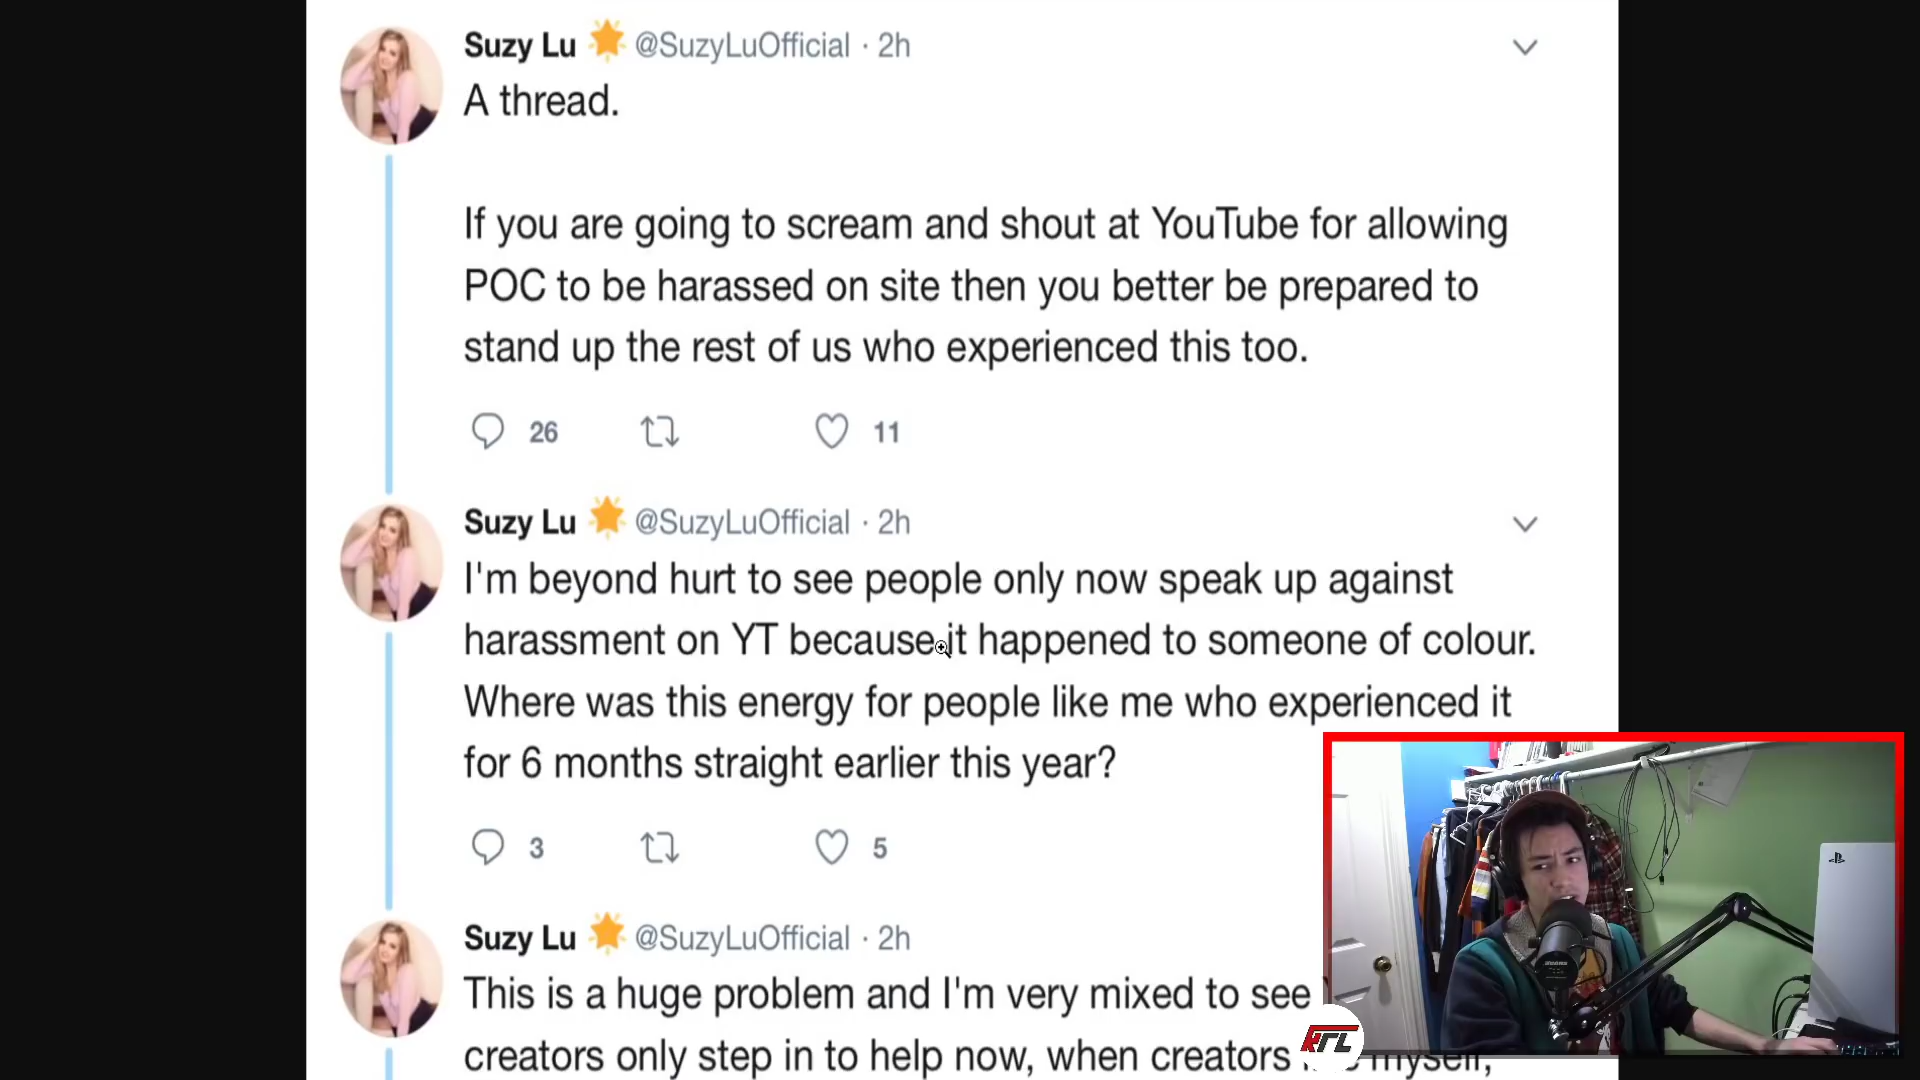 Suzy Lu @SuzyLuOfficial · 2h
A thread.
If you are going to scream and shout at YouTube for allowing
POC to be harassed on site then you better be prepared to
stand up the rest of us who experienced this too.
26 11
Suzy Lu @SuzyLuOfficial · 2h
I'm beyond hurt to see people only now speak up against
harassment on YT because it happened to someone of colour.
Where was this energy for people like me who experienced it
for 6 months straight earlier this year?
3 5
Suzy Lu @SuzyLuOfficial · 2h
This is a huge problem and I'm very mixed to see
creators only step in to help now, when creators myself,
RTL
SHURE